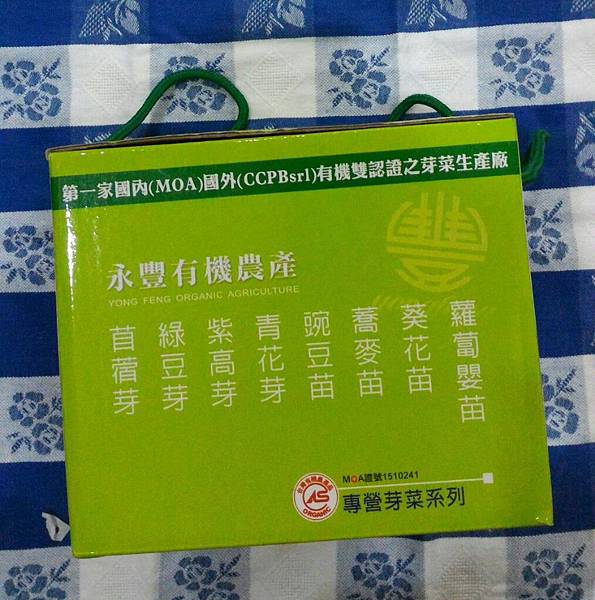 第一家國內(MOA)國外(CCPBsrl)有機雙認證之芽菜生產廠
永豐有機農產
YONG FENG ORGANIC AGRICULTURE
蘿蔔嬰苗
葵花苗
蕎麥苗
豌豆苗
青花芽
紫高芽
綠豆芽
苜蓿芽
MOA證號1510241
專營芽菜系列
ORGANIC